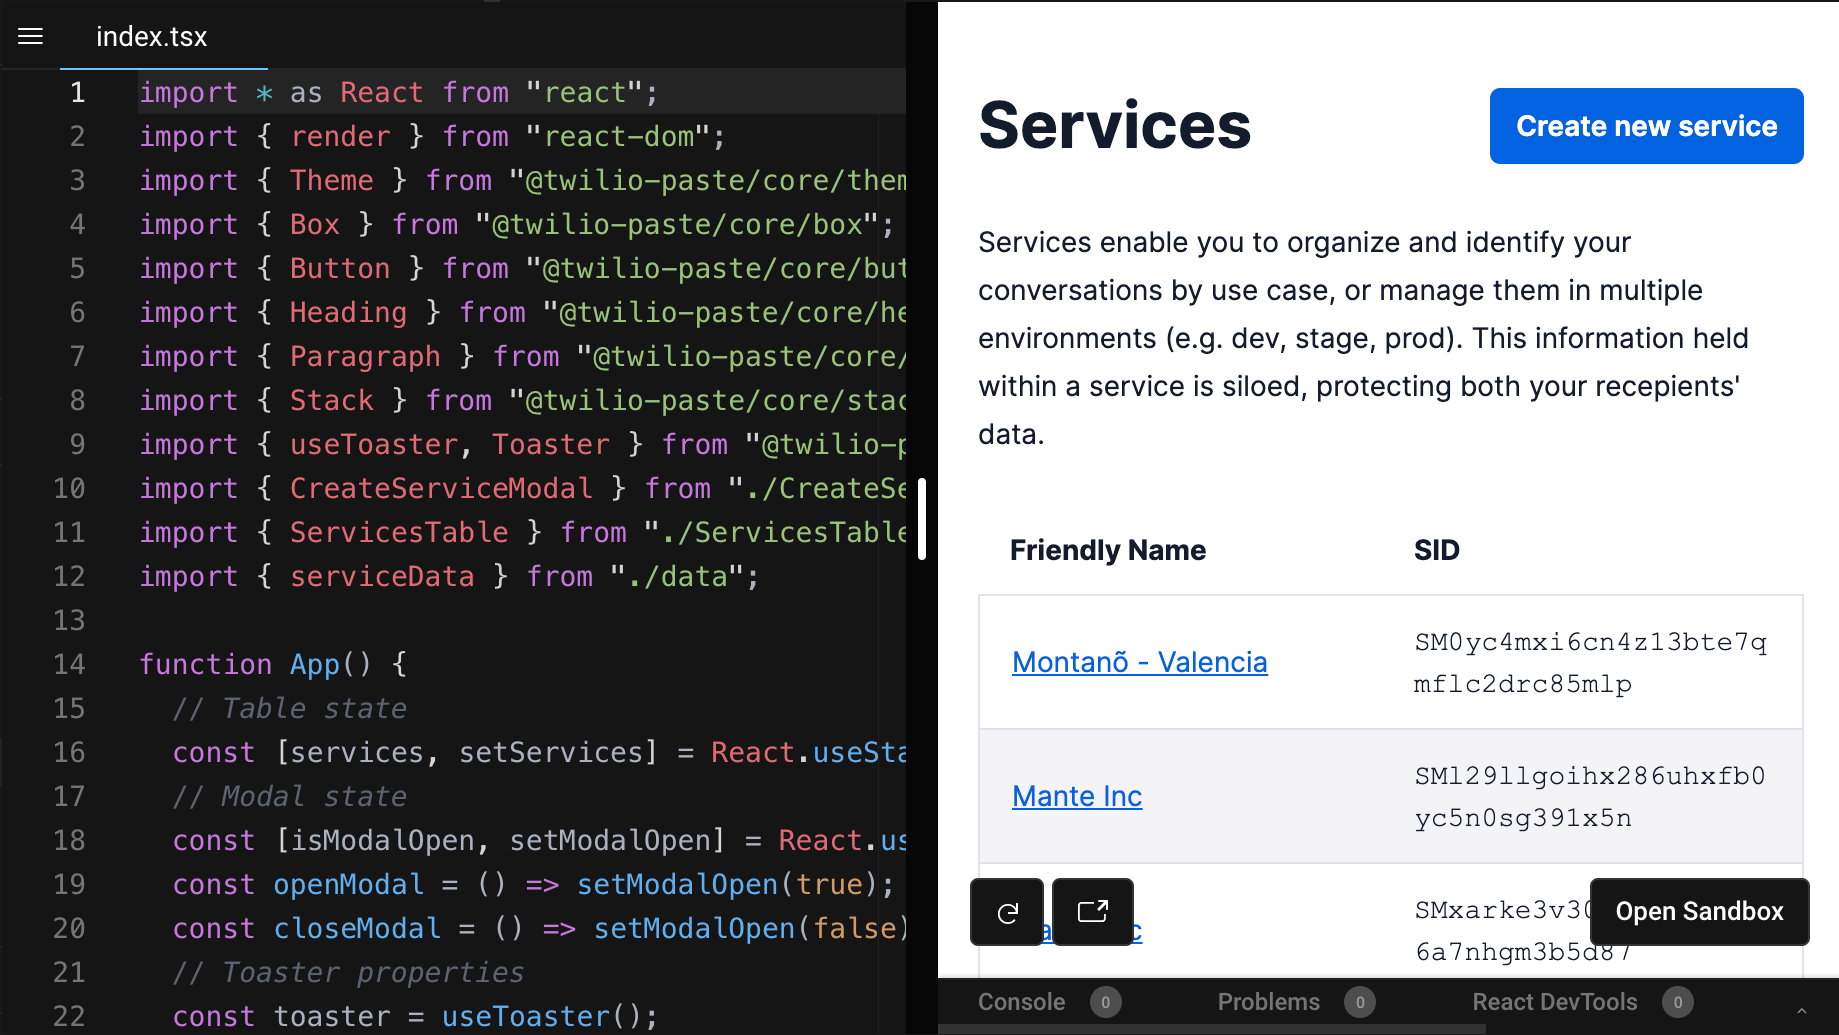 index.tsx
1 import * as React from "react";
2 import { render } from "react-dom";
3 import { Theme } from "@twilio-paste/core/them
4 import { Box } from "@twilio-paste/core/box";
5 import { Button } from "@twilio-paste/core/but
6 import { Heading } from "@twilio-paste/core/he
7 import { Paragraph } from "@twilio-paste/core/
8 import { Stack } from "@twilio-paste/core/stac
9 import { useToaster, Toaster } from "@twilio-p
10 import { CreateServiceModal } from "./CreateSe
11 import { ServicesTable } from "./ServicesTable
12 import { serviceData } from "./data";
13
14 function App() {
15 // Table state
16 const [services, setServices] = React.useSta
17 // Modal state
18 const [isModalOpen, setModalOpen] = React.us
19 const openModal = () => setModalOpen(true);
20 const closeModal = () => setModalOpen(false)
21 // Toaster properties
22 const toaster = useToaster();
Services
Create new service
Services enable you to organize and identify your
conversations by use case, or manage them in multiple
environments (e.g. dev, stage, prod). This information held
within a service is siloed, protecting both your recepients'
data.
Friendly Name SID
Montanõ - Valencia
SM0yc4mxi6cn4z13bte7q
mflc2drc85mlp
Mante Inc
SMl29llgoihx286uhxfb0
yc5n0sg391x5n
SMxarke3v30
6a7nhgm3b5d87
Open Sandbox
Console 0 Problems 0 React DevTools 0